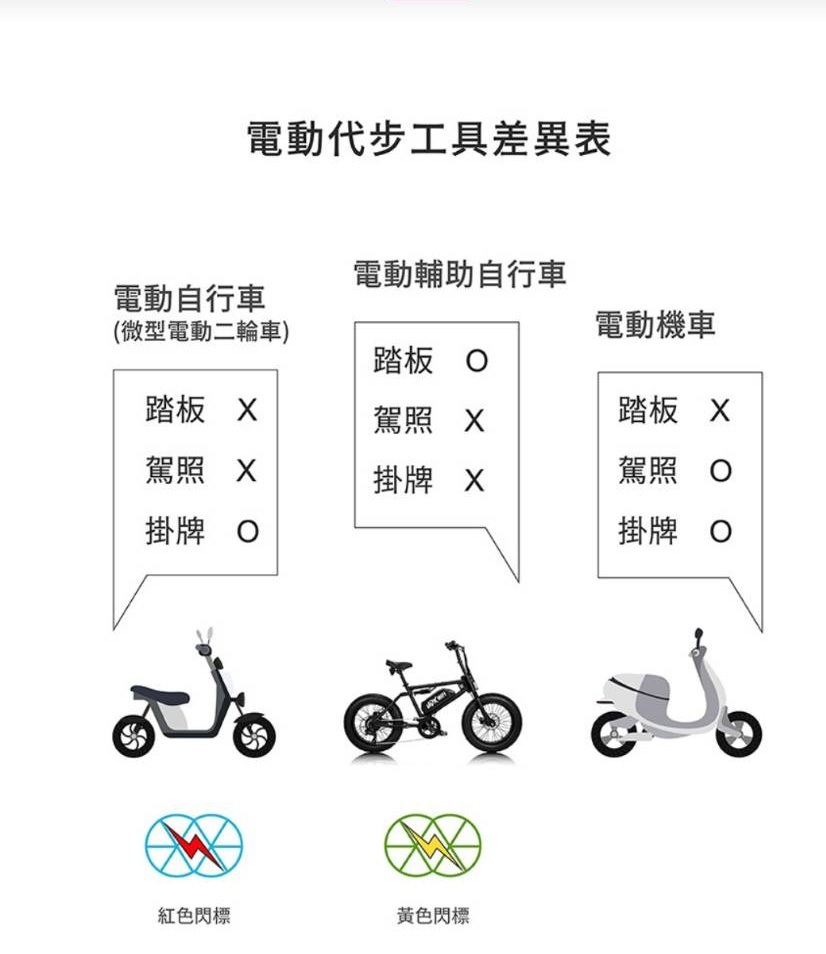 電動代步工具差異表
電動自行車
(微型電動二輪車)
踏板 X
駕照 X
掛牌 O
電動輔助自行車
踏板 O
駕照 X
掛牌 X
電動機車
踏板 X
駕照 O
掛牌 O
紅色閃標
黃色閃標